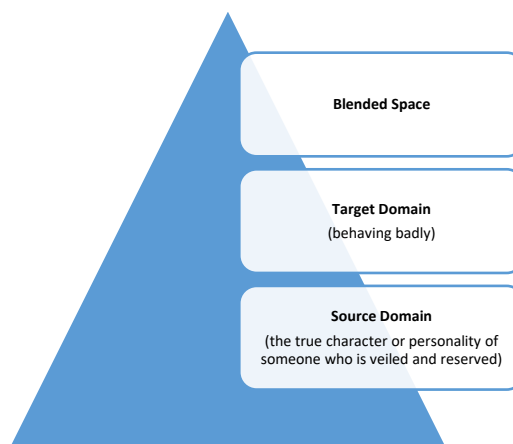 Blended Space
Target Domain
(behaving badly)
Source Domain
(the true character or personality of
someone who is veiled and reserved)